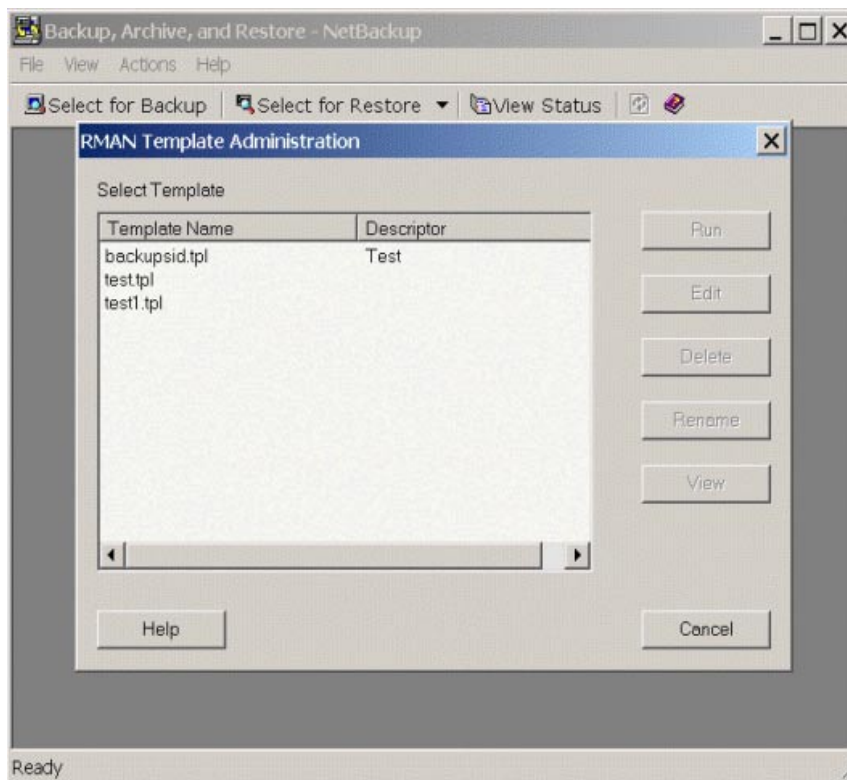 Backup, Archive, and Restore - NetBackup
File View Actions Help
Select for Backup Select for Restore View Status
RMAN Template Administration
Select Template
Template Name Descriptor
backupsid.tpl Test
test.tpl
test1.tpl
Run
Edit
Delete
Rename
View
Help Cancel
Ready